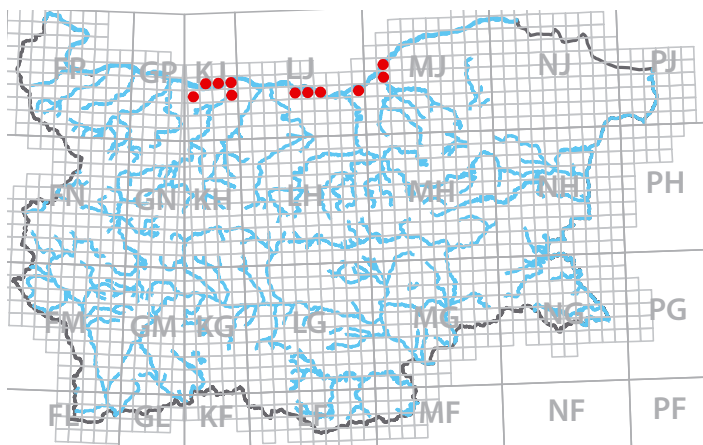 FP GP KJ LJ MJ NJ PJ
FN GN KH LH MH NH PH
FM GM KG LG MG NG PG
FL GL KF LF MF NF PF